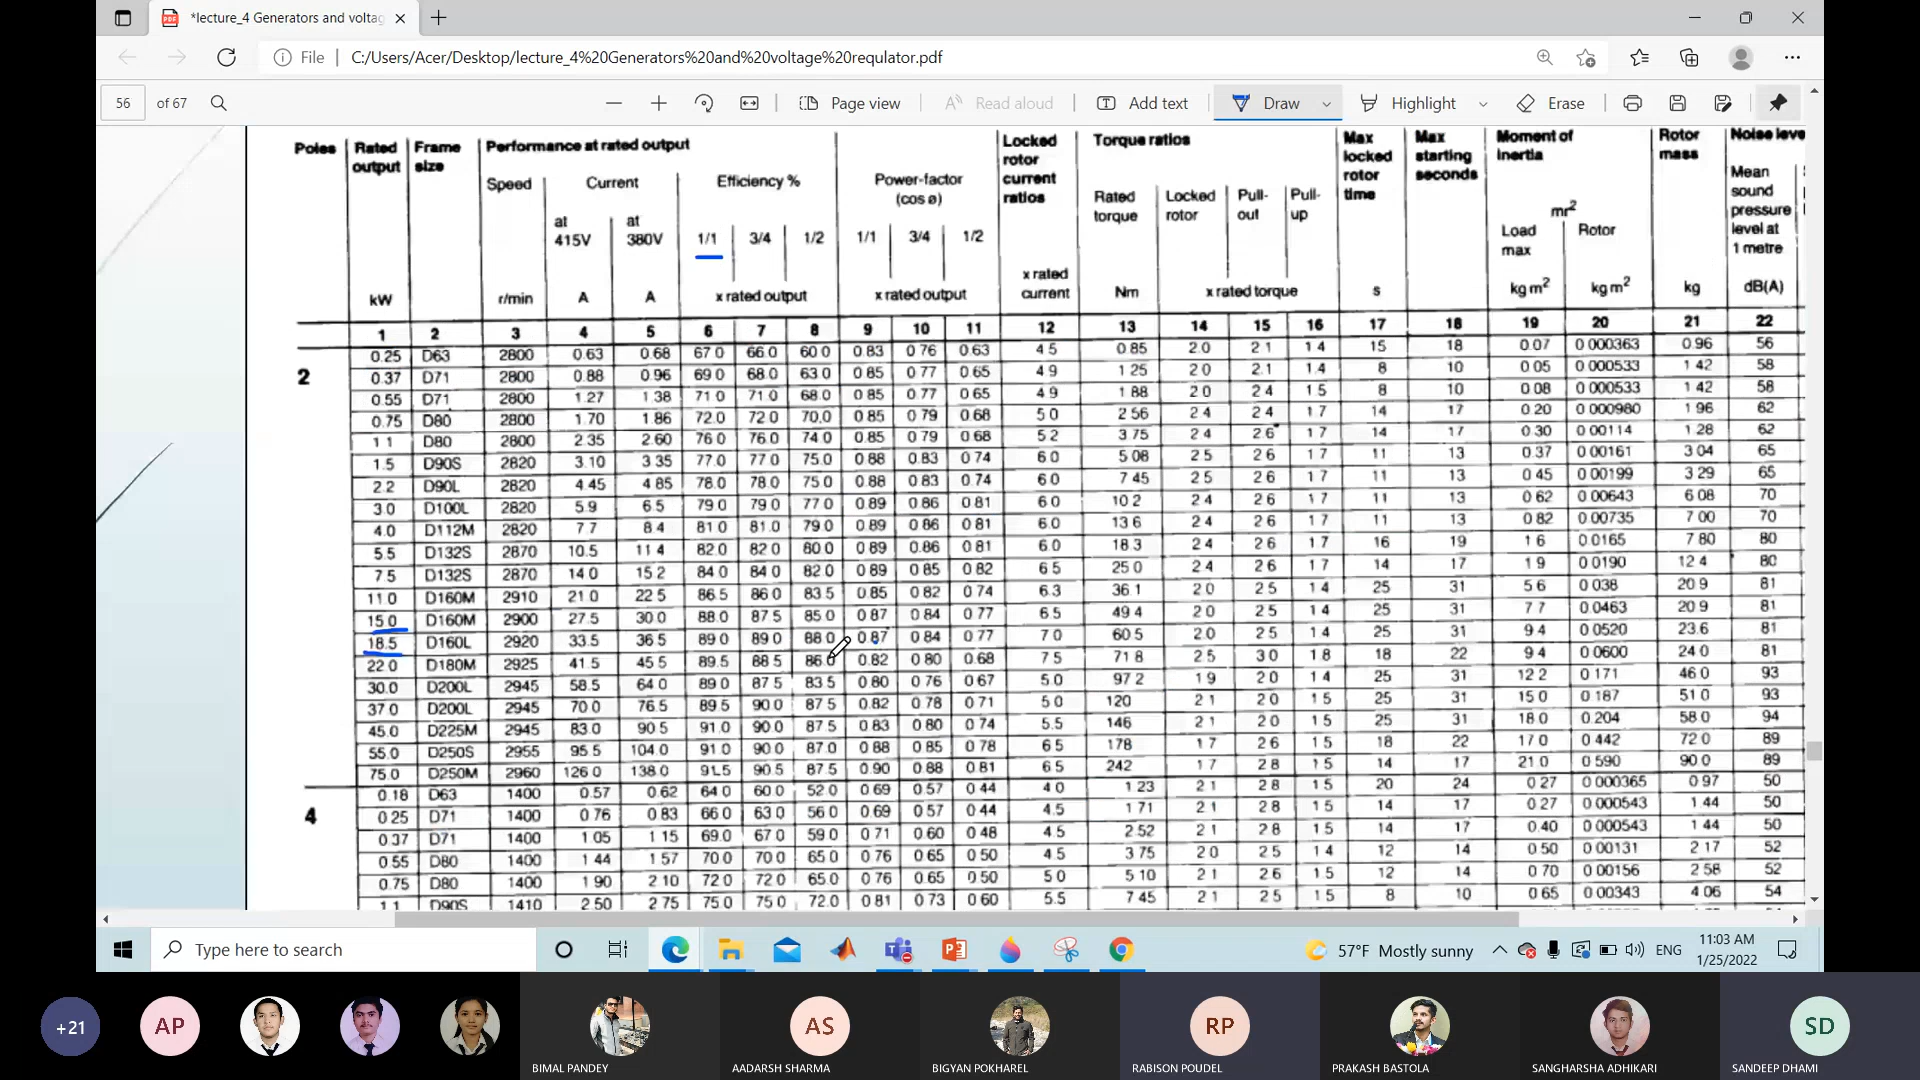 *lecture_4 Generators and volta
File C:/Users/Acer/Desktop/lecture_4%20Generators%20and%20voltage%20requlator.pdf
56 of 67 Page view Read aloud Add text Draw Highlight Erase
Poles Rated output Frame size Performance at rated output Locked rotor current ratios Torque ratios Max locked rotor time Max starting seconds Moment of inertia Rotor mass Noise leve
Speed Current Efficiency % Power-factor (cos ø) Rated torque Locked rotor Pull-out Pull-up mr² Mean sound pressure level at 1 metre
at 415V at 380V 1/1 3/4 1/2 1/1 3/4 1/2 Load max Rotor
kW r/min A A x rated output x rated output x rated current Nm x rated torque s kg m² kg m² kg dB(A)
1 2 3 4 5 6 7 8 9 10 11 12 13 14 15 16 17 18 19 20 21 22
2
0.25 D63 2800 0.63 0.68 67 0 66 0 60 0 0.83 0 76 0.63 4 5 0 85 2.0 2 1 1 4 15 18 0 07 0 000363 0 96 56
0.37 D71 2800 0.88 0.96 69 0 68 0 63 0 0 85 0 77 0 65 4 9 1 25 2 0 2.1 1.4 8 10 0 05 0 000533 1 42 58
0.55 D71 2800 1.27 1 38 71 0 71 0 68 0 0 85 0 77 0 65 4 9 1 88 2 0 2 4 1 5 8 10 0 08 0 000533 1 42 58
0.75 D80 2800 1.70 1 86 72.0 72 0 70.0 0.85 0 79 0 68 5 0 2 56 2 4 2 4 1.7 14 17 0 20 0 000980 1 96 62
1 1 D80 2800 2.35 2.60 76 0 76.0 74 0 0.85 0 79 0 68 5 2 3.75 2 4 2 6 1 7 14 17 0 30 0 00114 1 28 62
1.5 D90S 2820 3.10 3 35 77.0 77.0 75.0 0 88 0 83 0 74 6 0 5 08 2 5 2 6 1 7 11 13 0 37 0 00161 3 04 65
2 2 D90L 2820 4 45 4 85 78.0 78 0 75 0 0 88 0.83 0.74 6 0 7 45 2 5 2 6 1 7 11 13 0 45 0 00199 3 29 65
3 0 D100L 2820 5 9 6 5 79 0 79 0 77 0 0.89 0.86 0.81 6 0 10 2 2 4 2 6 1 7 11 13 0 62 0 00643 6 08 70
4.0 D112M 2820 7 7 8 4 81 0 81.0 79 0 0.89 0 86 0 81 6.0 13 6 2 4 2 6 1 7 11 13 0 82 0 00735 7 00 70
5.5 D132S 2870 10.5 11 4 82 0 82 0 80 0 0 89 0.86 0 81 6.0 18.3 2 4 2 6 1 7 16 19 1 6 0.0165 7 80 80
7.5 D132S 2870 14 0 15.2 84 0 84 0 82 0 0.89 0 85 0 82 6 5 25 0 2 4 2 6 1 7 14 17 1 9 0.0190 12 4 80
11 0 D160M 2910 21 0 22 5 86 5 86 0 83 5 0.85 0 82 0 74 6.3 36.1 2 0 2 5 1 4 25 31 5 6 0 038 20 9 81
15 0 D160M 2900 27.5 30 0 88.0 87 5 85 0 0 87 0 84 0 77 6.5 49 4 2 0 2 5 1 4 25 31 7 7 0.0463 20 9 81
18.5 D160L 2920 33.5 36 5 89 0 89 0 88 0 0 87 0 84 0 77 7 0 60 5 2.0 2 5 1 4 25 31 9 4 0.0520 23.6 81
22 0 D180M 2925 41.5 45 5 89.5 88 5 86.0 0.82 0 80 0.68 7 5 71 8 2.5 3 0 1 8 18 22 9 4 0.0600 24 0 81
30.0 D200L 2945 58.5 64 0 89 0 87 5 83 5 0 80 0 76 0 67 5.0 97 2 1 9 2 0 1 4 25 31 12 2 0 171 46 0 93
37 0 D200L 2945 70 0 76 5 89 5 90 0 87 5 0.82 0.78 0.71 5 0 120 2 1 2 0 1 5 25 31 15 0 0 187 51 0 93
45.0 D225M 2945 83 0 90 5 91.0 90.0 87.5 0 83 0 80 0 74 5.5 146 2 1 2 0 1 5 25 31 18 0 0.204 58 0 94
55.0 D250S 2955 95 5 104 0 91 0 90 0 87 0 0 88 0 85 0 78 6 5 178 1 7 2 6 1 5 18 22 17 0 0 442 72 0 89
75.0 D250M 2960 126 0 138 0 91.5 90 5 87 5 0.90 0 88 0.81 6 5 242 1 7 2 8 1 5 14 17 21 0 0 590 90 0 89
4
0.18 D63 1400 0.57 0.62 64 0 60 0 52 0 0.69 0 57 0 44 4 0 1 23 2 1 2 8 1 5 20 24 0 27 0 000365 0 97 50
0 25 D71 1400 0 76 0.83 66 0 63 0 56 0 0.69 0 57 0 44 4.5 1 71 2 1 2 8 1 5 14 17 0.27 0 000543 1 44 50
0 37 D71 1400 1 05 1 15 69.0 67 0 59 0 0 71 0 60 0 48 4 5 2.52 2 1 2 8 1 5 14 17 0.40 0 000543 1 44 50
0 55 D80 1400 1 44 1 57 70 0 70 0 65 0 0 76 0 65 0 50 4 5 3 75 2 0 2.5 1 4 12 14 0 50 0 00131 2 17 52
0.75 D80 1400 1 90 2 10 72 0 72 0 65.0 0 76 0 65 0 50 5 0 5 10 2 1 2 6 1 5 12 14 0 70 0 00156 2 58 52
1 1 D90S 1410 2 50 2 75 75 0 75 0 72 0 0 81 0 73 0 60 5.5 7 45 2 1 2 5 1 5 8 10 0 65 0 00343 4 06 54
Type here to search 57°F Mostly sunny ENG 11:03 AM
1/25/2022
+21 AP AS RP SD
BIMAL PANDEY AADARSH SHARMA BIGYAN POKHAREL RABISON POUDEL PRAKASH BASTOLA SANGHARSHA ADHIKARI SANDEEP DHAMI